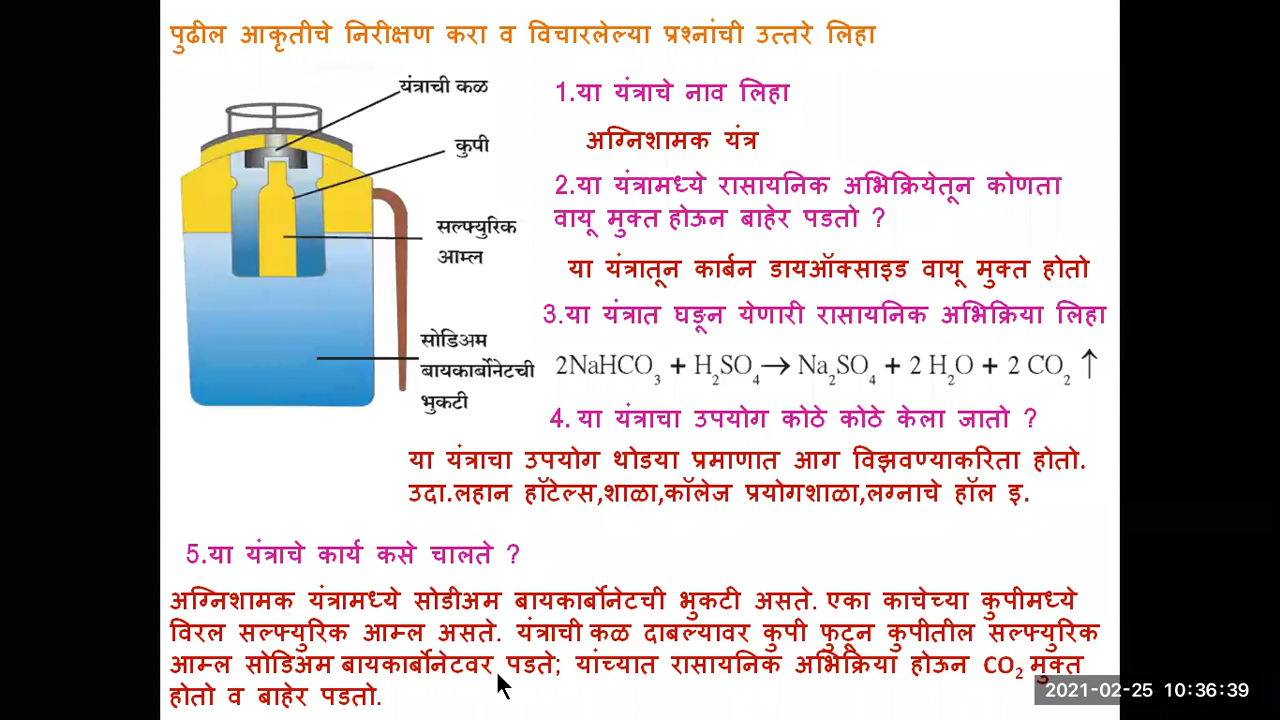 पुढील आकृतीचे निरीक्षण करा व विचारलेल्या प्रश्नांची उत्तरे लिहा
यंत्राची कळ
कुपी
सल्फ्युरिक
आम्ल
सोडिअम
बायकार्बोनेटची
भुकटी
1.या यंत्राचे नाव लिहा
अग्निशामक यंत्र
2.या यंत्रामध्ये रासायनिक अभिक्रियेतून कोणता
वायू मुक्त होऊन बाहेर पडतो ?
या यंत्रातून कार्बन डायऑक्साइड वायू मुक्त होतो
3.या यंत्रात घडून येणारी रासायनिक अभिक्रिया लिहा
2NaHCO₃ + H₂SO₄ → Na₂SO₄ + 2 H₂O + 2 CO₂ ↑
4. या यंत्राचा उपयोग कोठे कोठे केला जातो ?
या यंत्राचा उपयोग थोडया प्रमाणात आग विझवण्याकरिता होतो.
उदा.लहान हॉटेल्स,शाळा,कॉलेज प्रयोगशाळा,लग्नाचे हॉल इ.
5.या यंत्राचे कार्य कसे चालते ?
अग्निशामक यंत्रामध्ये सोडीअम बायकार्बोनेटची भुकटी असते. एका काचेच्या कुपीमध्ये
विरल सल्फ्युरिक आम्ल असते. यंत्राची कळ दाबल्यावर कुपी फुटून कुपीतील सल्फ्युरिक
आम्ल सोडिअम बायकार्बोनेटवर पडते; यांच्यात रासायनिक अभिक्रिया होऊन CO₂ मुक्त
होतो व बाहेर पडतो.
2021-02-25 10:36:39